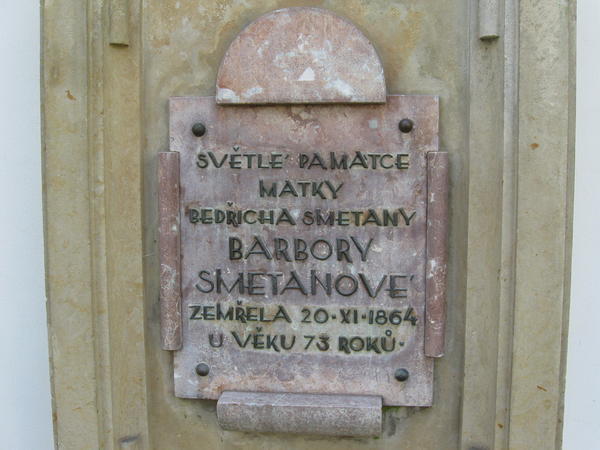 SVĚTLÉ PAMÁTCE
MATKY
BEDŘICHA SMETANY
BARBORY
SMETANOVÉ
ZEMŘELA 20·XI·1864
U VĚKU 73 ROKŮ·